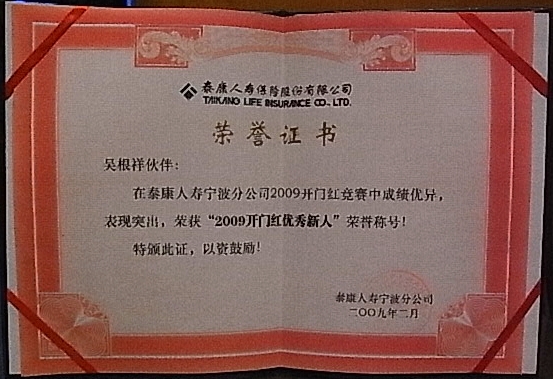 泰康人寿保险股份有限公司
TAIKANG LIFE INSURANCE CO., LTD.
荣誉证书
吴根祥伙伴：
在泰康人寿宁波分公司2009开门红竞赛中成绩优异，
表现突出，荣获“2009开门红优秀新人”荣誉称号！
特颁此证，以资鼓励！
泰康人寿宁波分公司
二〇〇九年二月